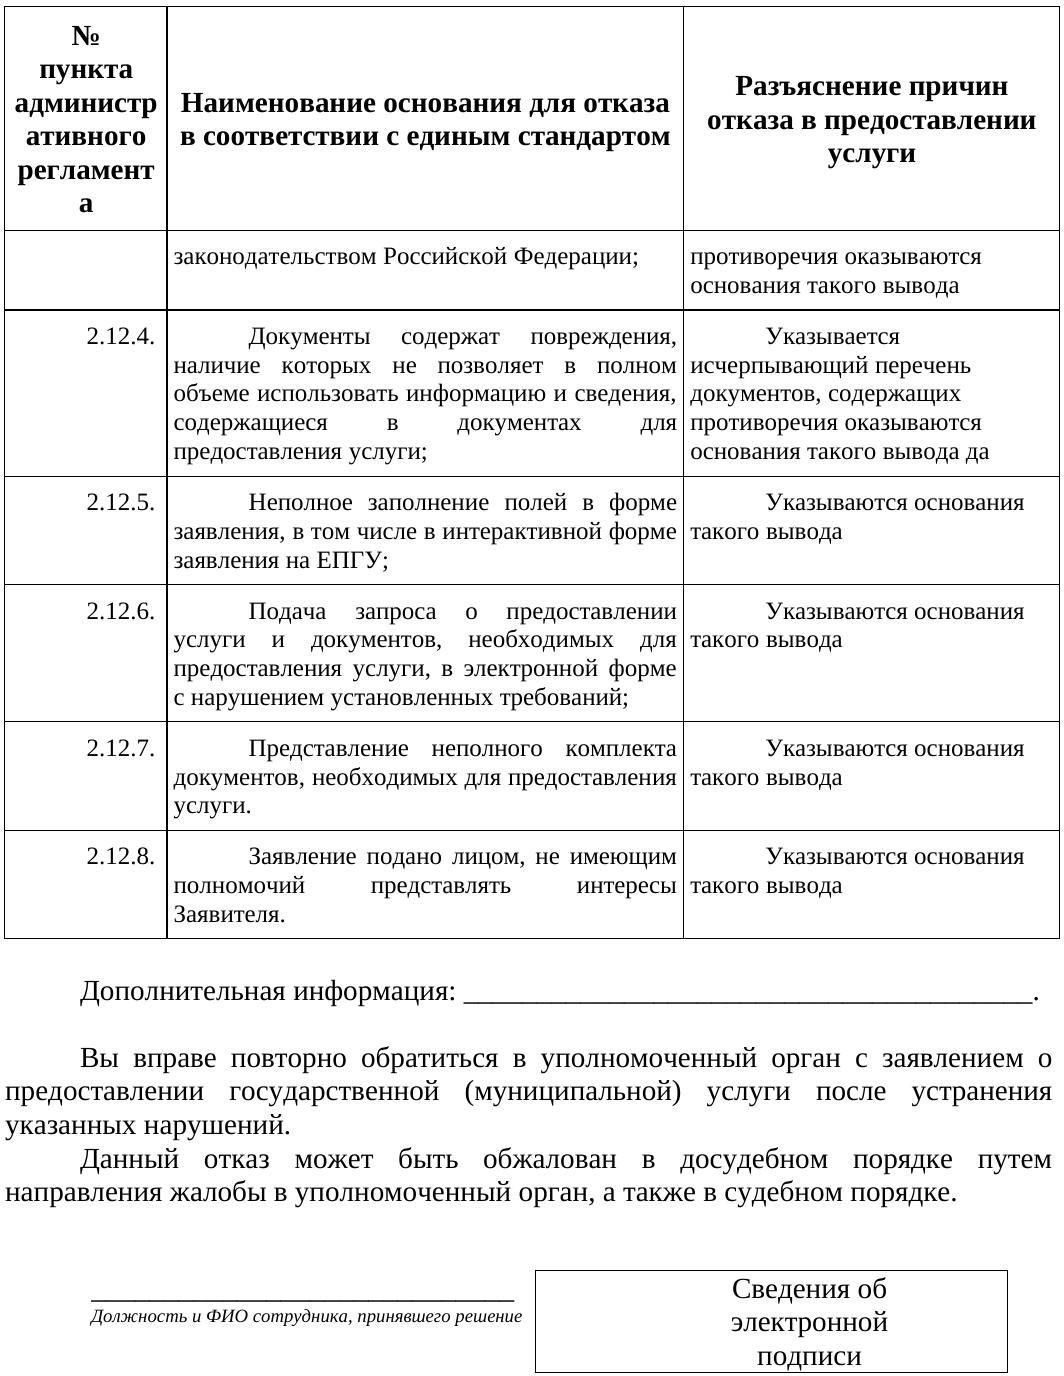 №
пункта
администр
ативного
регламент
а
Наименование основания для отказа
в соответствии с единым стандартом
Разъяснение причин
отказа в предоставлении
услуги
законодательством Российской Федерации;
противоречия оказываются
основания такого вывода
2.12.4.
Документы содержат повреждения,
наличие которых не позволяет в полном
объеме использовать информацию и сведения,
содержащиеся в документах для
предоставления услуги;
Указывается
исчерпывающий перечень
документов, содержащих
противоречия оказываются
основания такого вывода да
2.12.5.
Неполное заполнение полей в форме
заявления, в том числе в интерактивной форме
заявления на ЕПГУ;
Указываются основания
такого вывода
2.12.6.
Подача запроса о предоставлении
услуги и документов, необходимых для
предоставления услуги, в электронной форме
с нарушением установленных требований;
Указываются основания
такого вывода
2.12.7.
Представление неполного комплекта
документов, необходимых для предоставления
услуги.
Указываются основания
такого вывода
2.12.8.
Заявление подано лицом, не имеющим
полномочий представлять интересы
Заявителя.
Указываются основания
такого вывода
Дополнительная информация: _______________________________________.
Вы вправе повторно обратиться в уполномоченный орган с заявлением о
предоставлении государственной (муниципальной) услуги после устранения
указанных нарушений.
Данный отказ может быть обжалован в досудебном порядке путем
направления жалобы в уполномоченный орган, а также в судебном порядке.
_____________________________
Должность и ФИО сотрудника, принявшего решение
Сведения об
электронной
подписи